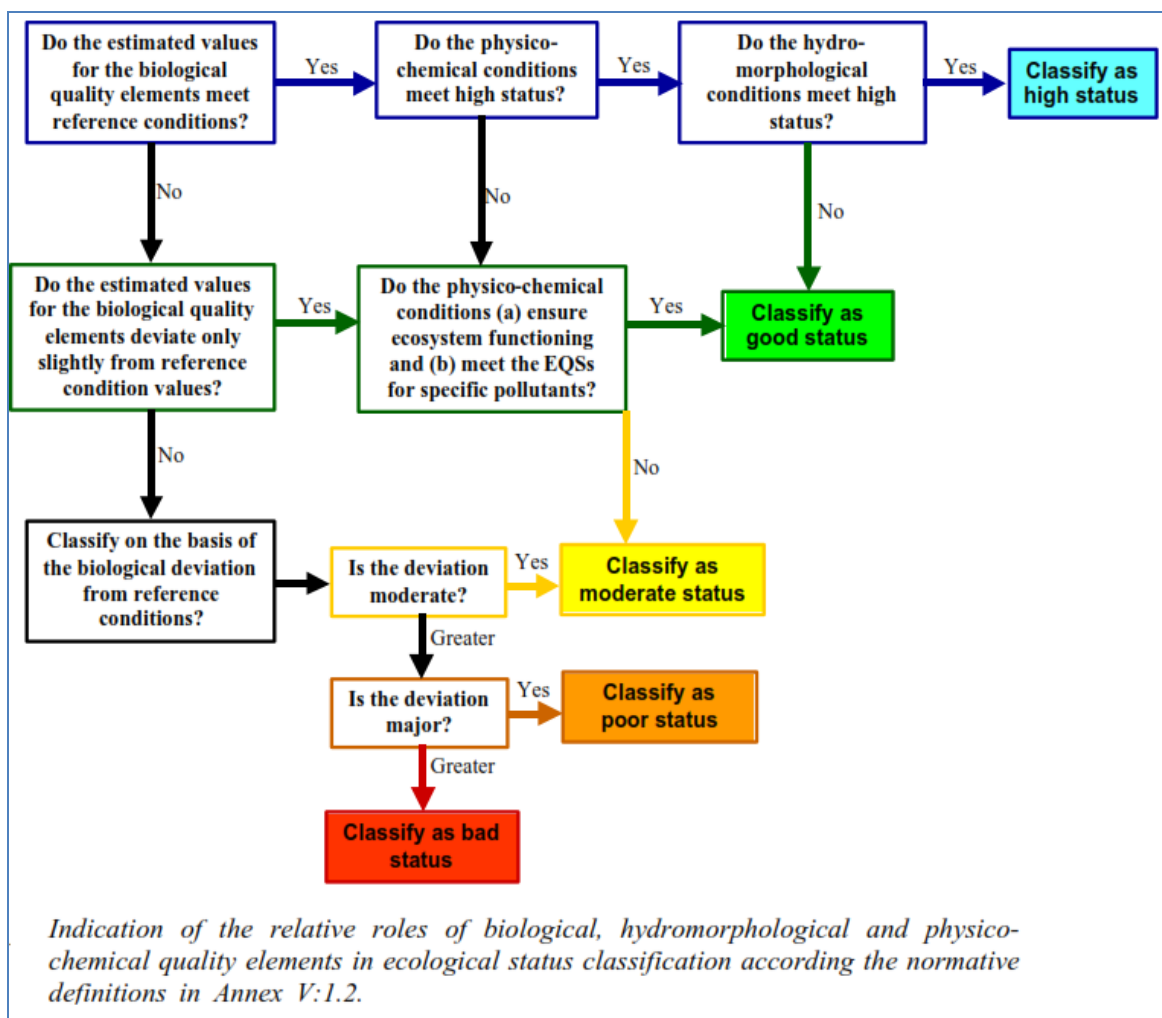 Do the estimated values
for the biological
quality elements meet
reference conditions?
Yes
Do the physico-
chemical conditions
meet high status?
Yes
Do the hydro-
morphological
conditions meet high
status?
Yes
Classify as
high status
No
No
No
Do the estimated values
for the biological quality
elements deviate only
slightly from reference
condition values?
Yes
Do the physico-chemical
conditions (a) ensure
ecosystem functioning
and (b) meet the EQSs
for specific pollutants?
Yes
Classify as
good status
No
No
Classify on the basis of
the biological deviation
from reference
conditions?
Is the deviation
moderate?
Yes
Classify as
moderate status
Greater
Is the deviation
major?
Yes
Classify as
poor status
Greater
Classify as bad
status
Indication of the relative roles of biological, hydromorphological and physico-
chemical quality elements in ecological status classification according the normative
definitions in Annex V:1.2.